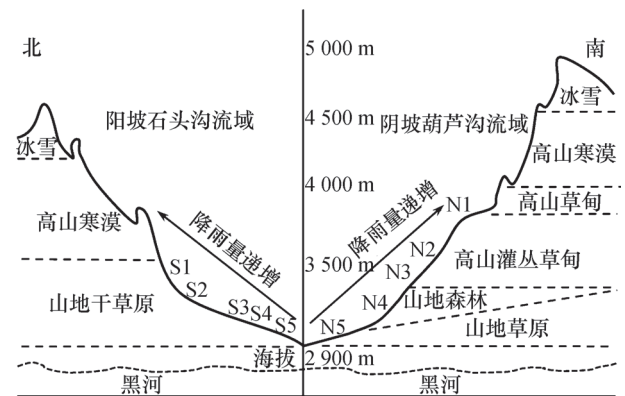 北
南
5 000 m
4 500 m
4 000 m
3 500 m
海拔
2 900 m
阳坡石头沟流域
阴坡葫芦沟流域
冰雪
高山寒漠
山地干草原
降雨量递增
S1
S2
S3
S4
S5
降雨量递增
N1
N2
N3
N4
N5
冰雪
高山寒漠
高山草甸
高山灌丛草甸
山地森林
山地草原
黑河
黑河